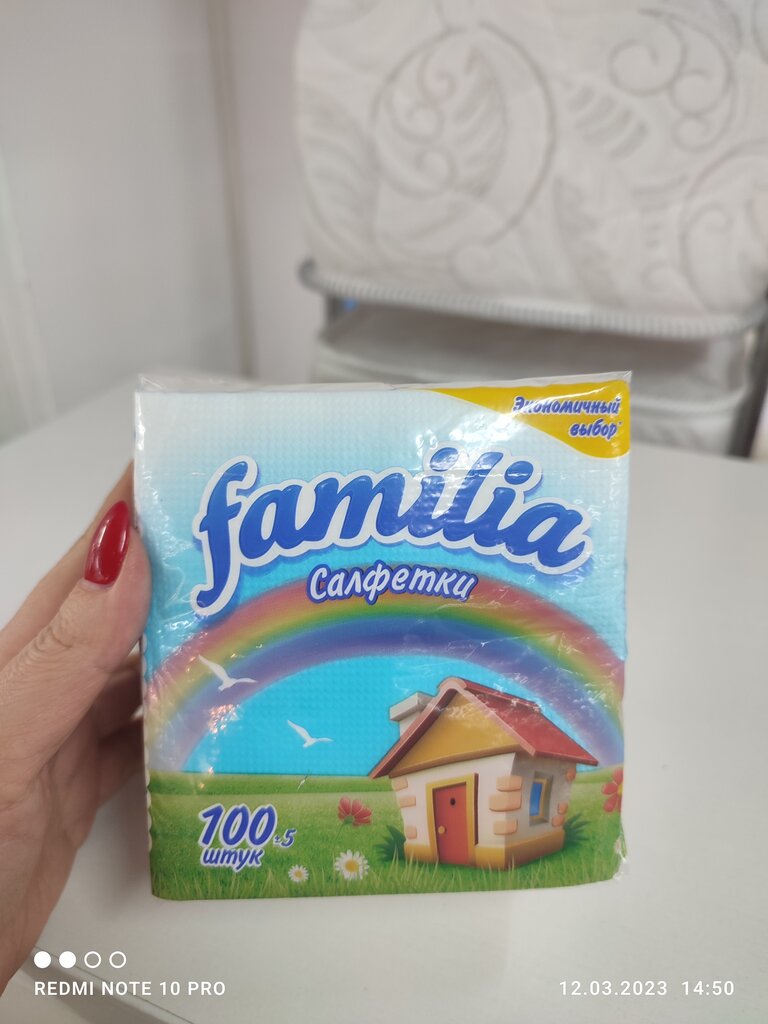 Экономичный
выбор*
familia
Салфетки
100±5
штук
REDMI NOTE 10 PRO
12.03.2023 14:50